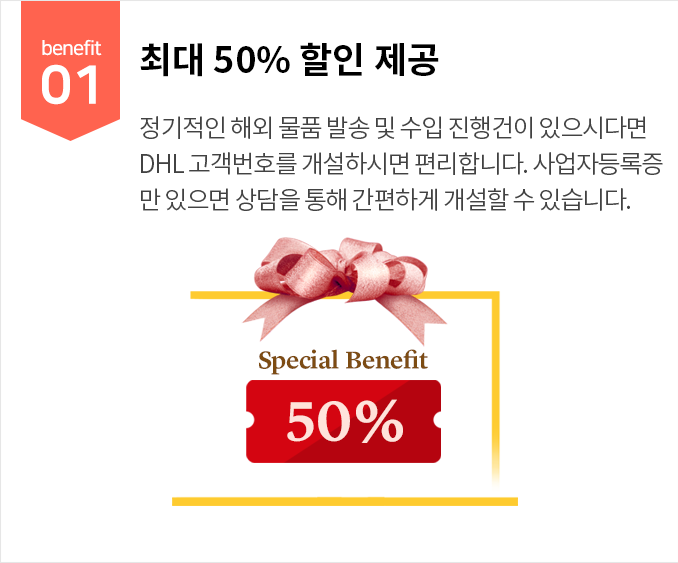 benefit
01
최대 50% 할인 제공
정기적인 해외 물품 발송 및 수입 진행건이 있으시다면
DHL 고객번호를 개설하시면 편리합니다. 사업자등록증
만 있으면 상담을 통해 간편하게 개설할 수 있습니다.
Special Benefit
50%